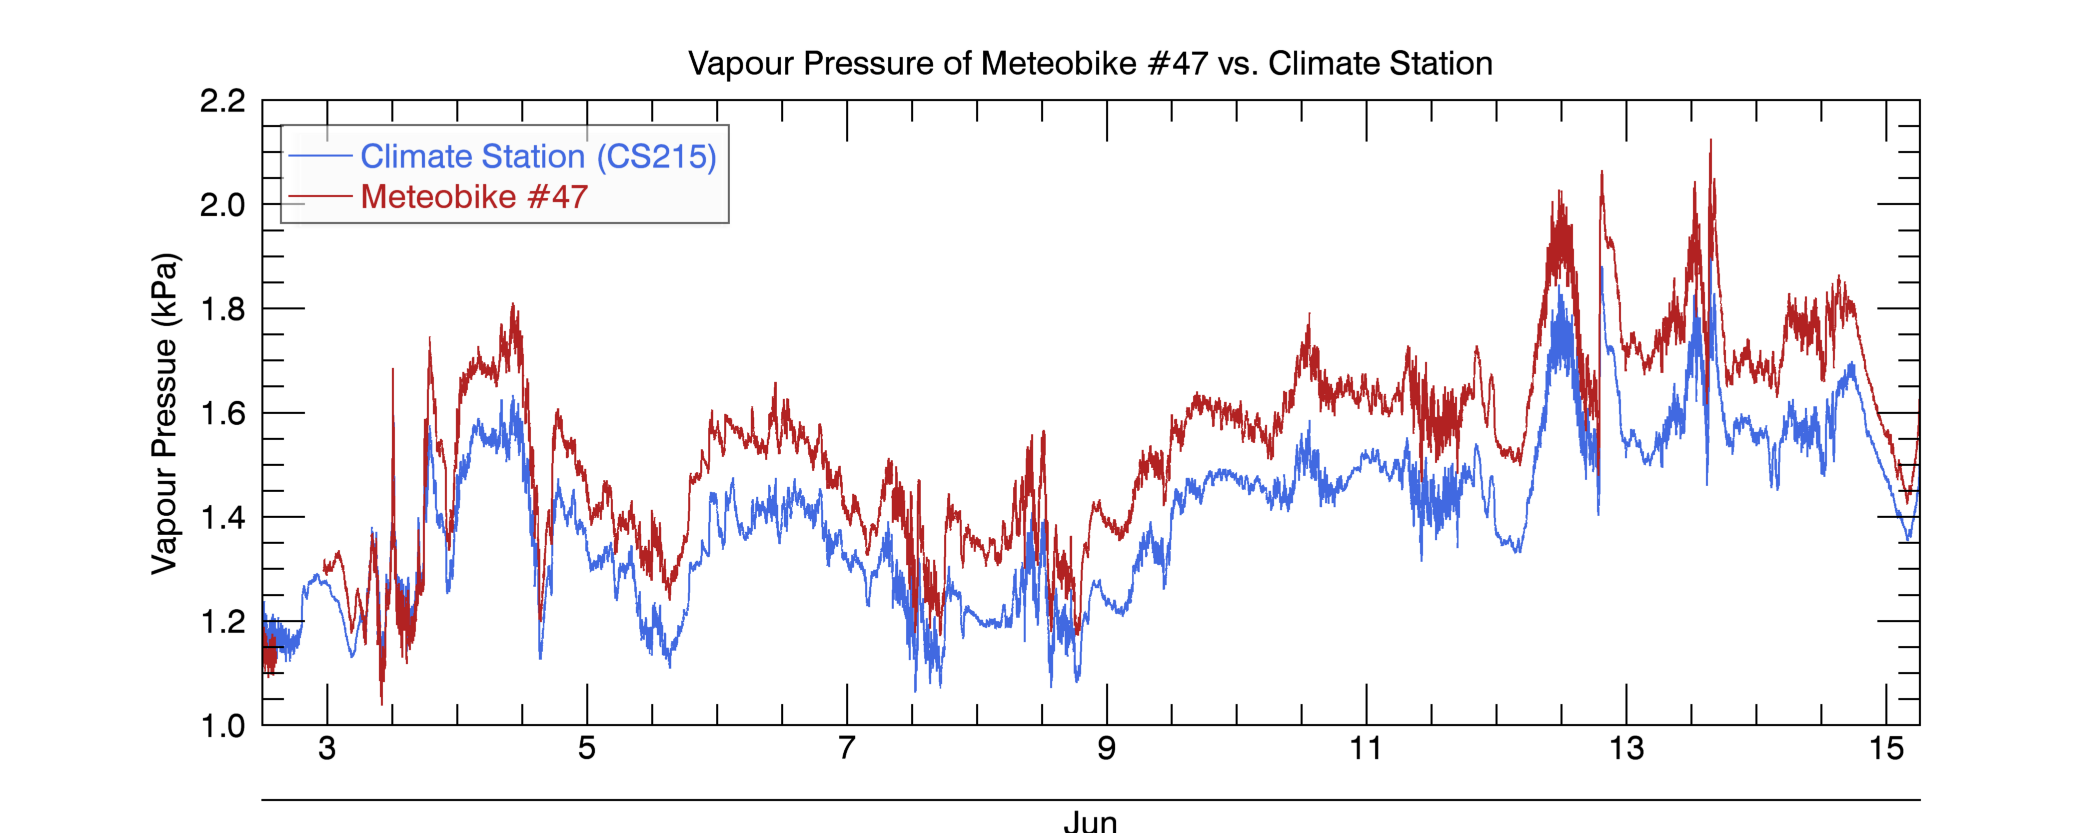 Vapour Pressure of Meteobike #47 vs. Climate Station
Vapour Pressue (kPa)
2.2
2.0
1.8
1.6
1.4
1.2
1.0
Climate Station (CS215)
Meteobike #47
3 5 7 9 11 13 15
Jun